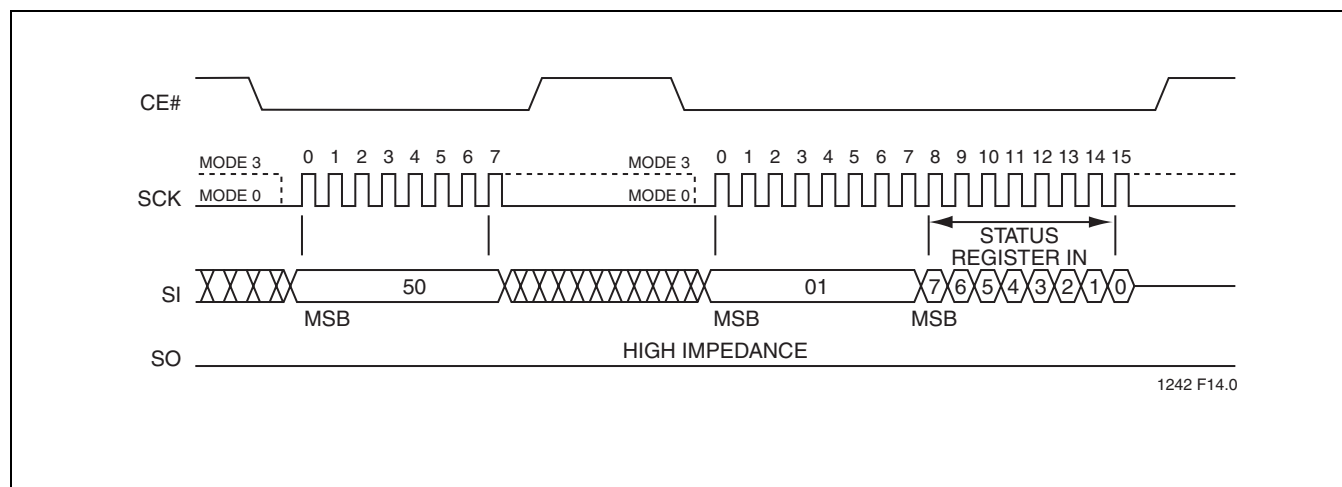 CE#
MODE 3 0 1 2 3 4 5 6 7 MODE 3 0 1 2 3 4 5 6 7 8 9 10 11 12 13 14 15
SCK MODE 0 MODE 0
STATUS
REGISTER IN
SI 50 01 7 6 5 4 3 2 1 0
MSB MSB MSB
HIGH IMPEDANCE
SO
1242 F14.0